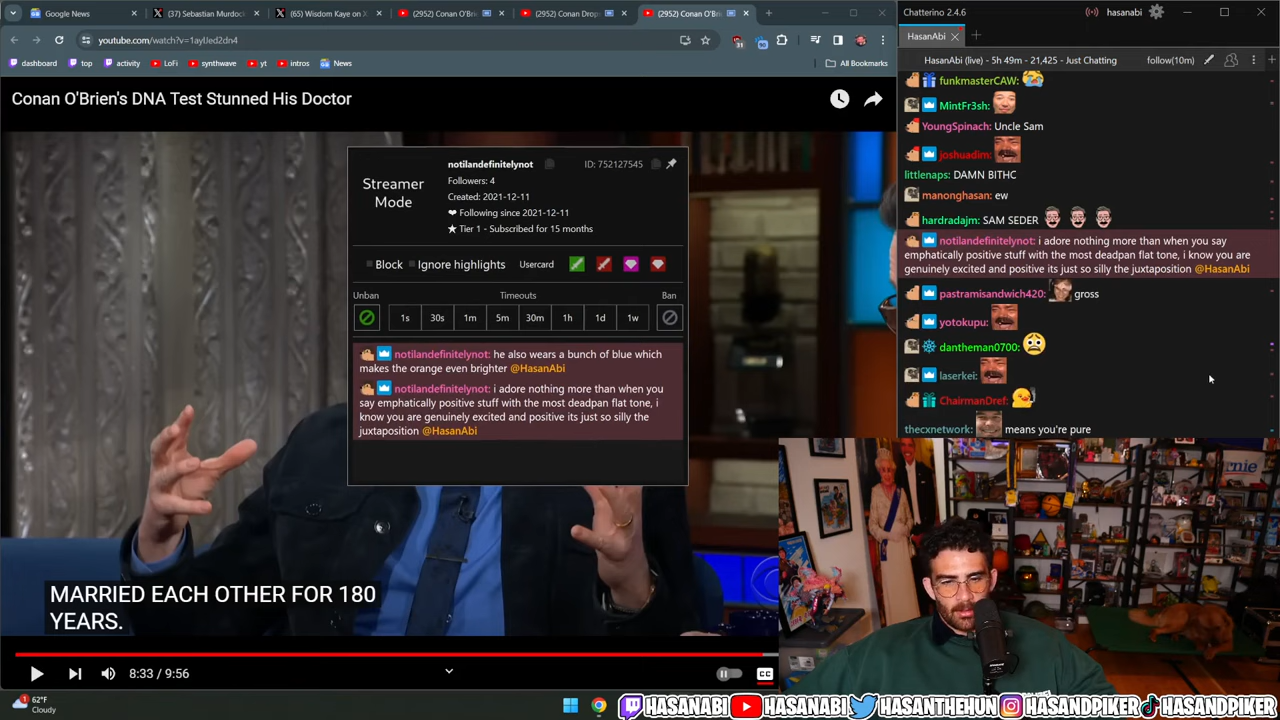 Google News
(37) Sebastian Murdock
(65) Wisdom Kaye on X
(2952) Conan O'Bri
(2952) Conan Drop
(2952) Conan O'Bri
youtube.com/watch?v=1aylJed2dn4
dashboard
top
activity
LoFi
synthwave
yt
intros
News
All Bookmarks
Conan O'Brien's DNA Test Stunned His Doctor
Streamer
Mode
notilandefinitelynot
ID: 752127545
Followers: 4
Created: 2021-12-11
❤ Following since 2021-12-11
★ Tier 1 - Subscribed for 15 months
Block
Ignore highlights
Usercard
Unban
Timeouts
Ban
1s
30s
1m
5m
30m
1h
1d
1w
notilandefinitelynot: he also wears a bunch of blue which
makes the orange even brighter @HasanAbi
notilandefinitelynot: i adore nothing more than when you
say emphatically positive stuff with the most deadpan flat tone, i
know you are genuinely excited and positive its just so silly the
juxtaposition @HasanAbi
MARRIED EACH OTHER FOR 180
YEARS.
8:33 / 9:56
CC
62°F
Cloudy
Chatterino 2.4.6
hasanabi
HasanAbi
HasanAbi (live) - 5h 49m - 21,425 - Just Chatting
follow(10m)
funkmasterCAW:
MintFr3sh:
YoungSpinach: Uncle Sam
joshuadim:
littlenaps: DAMN BITHC
manonghasan: ew
hardradajm: SAM SEDER
notilandefinitelynot: i adore nothing more than when you say
emphatically positive stuff with the most deadpan flat tone, i know you are
genuinely excited and positive its just so silly the juxtaposition @HasanAbi
pastramisandwich420: gross
yotokupu:
dantheman0700:
laserkei:
ChairmanDref:
thecxnetwork: means you're pure
ernie
HASANABI
HASANABI
HASANTHEHUN
HASANDPIKER
HASANDPIKER